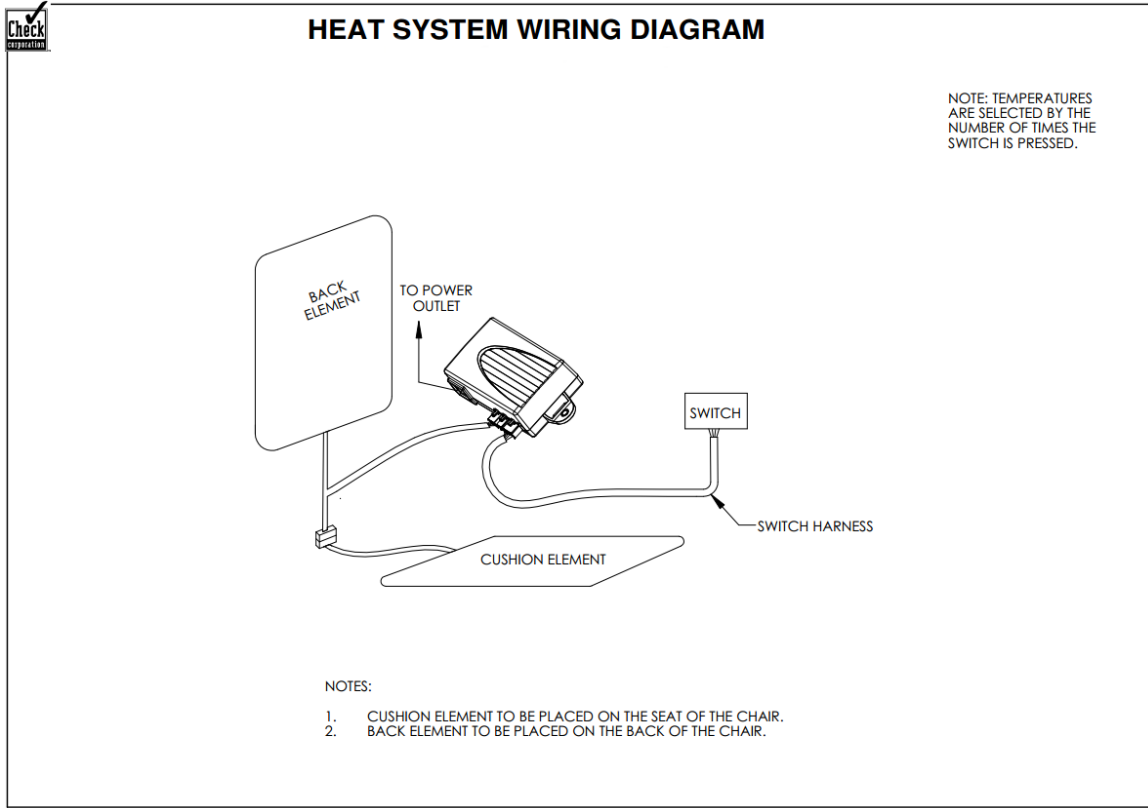 Check
corporation
HEAT SYSTEM WIRING DIAGRAM
NOTE: TEMPERATURES
ARE SELECTED BY THE
NUMBER OF TIMES THE
SWITCH IS PRESSED.
BACK
ELEMENT
TO POWER
OUTLET
SWITCH
SWITCH HARNESS
CUSHION ELEMENT
NOTES:
1. CUSHION ELEMENT TO BE PLACED ON THE SEAT OF THE CHAIR.
2. BACK ELEMENT TO BE PLACED ON THE BACK OF THE CHAIR.